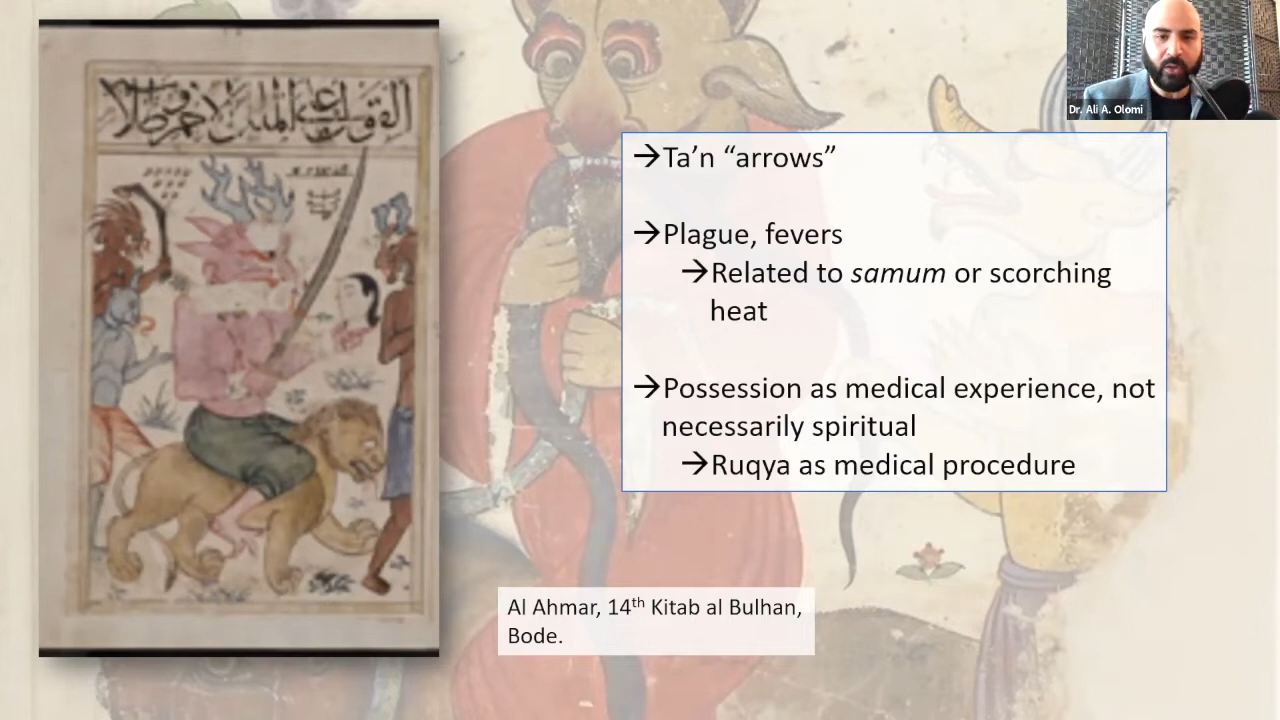 Dr. Ali A. Olomi
→Ta’n “arrows”
→Plague, fevers
→Related to samum or scorching
heat
→Possession as medical experience, not
necessarily spiritual
→Ruqya as medical procedure
Al Ahmar, 14th Kitab al Bulhan,
Bode.